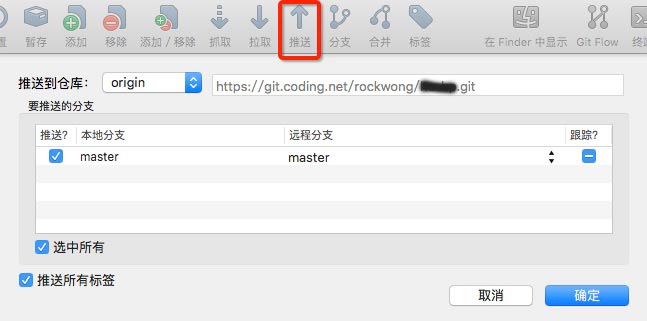 置 暂存 添加 移除 添加 / 移除 抓取 拉取 推送 分支 合并 标签 在 Finder 中显示 Git Flow 终
推送到仓库： origin https://git.coding.net/rockwong/ .git
要推送的分支
推送? 本地分支 远程分支 跟踪?
master master
选中所有
推送所有标签
取消 确定